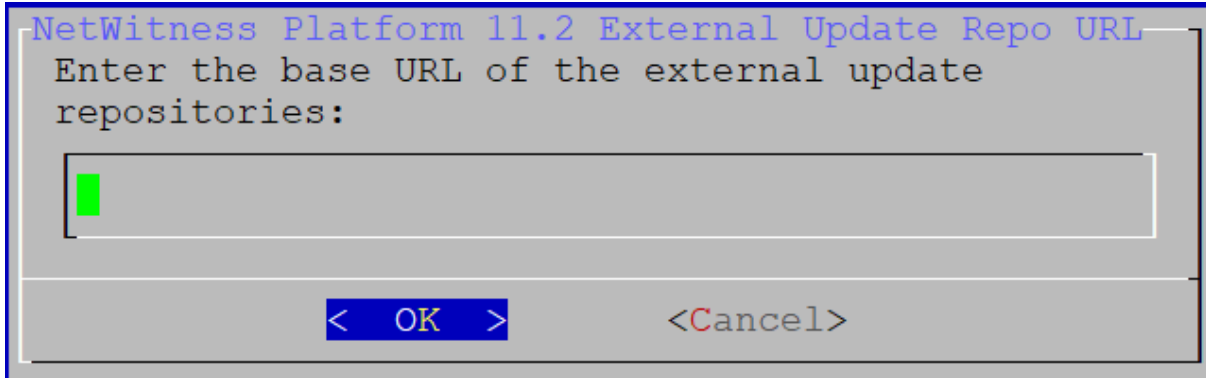 NetWitness Platform 11.2 External Update Repo URL
Enter the base URL of the external update
repositories:
< OK > <Cancel>